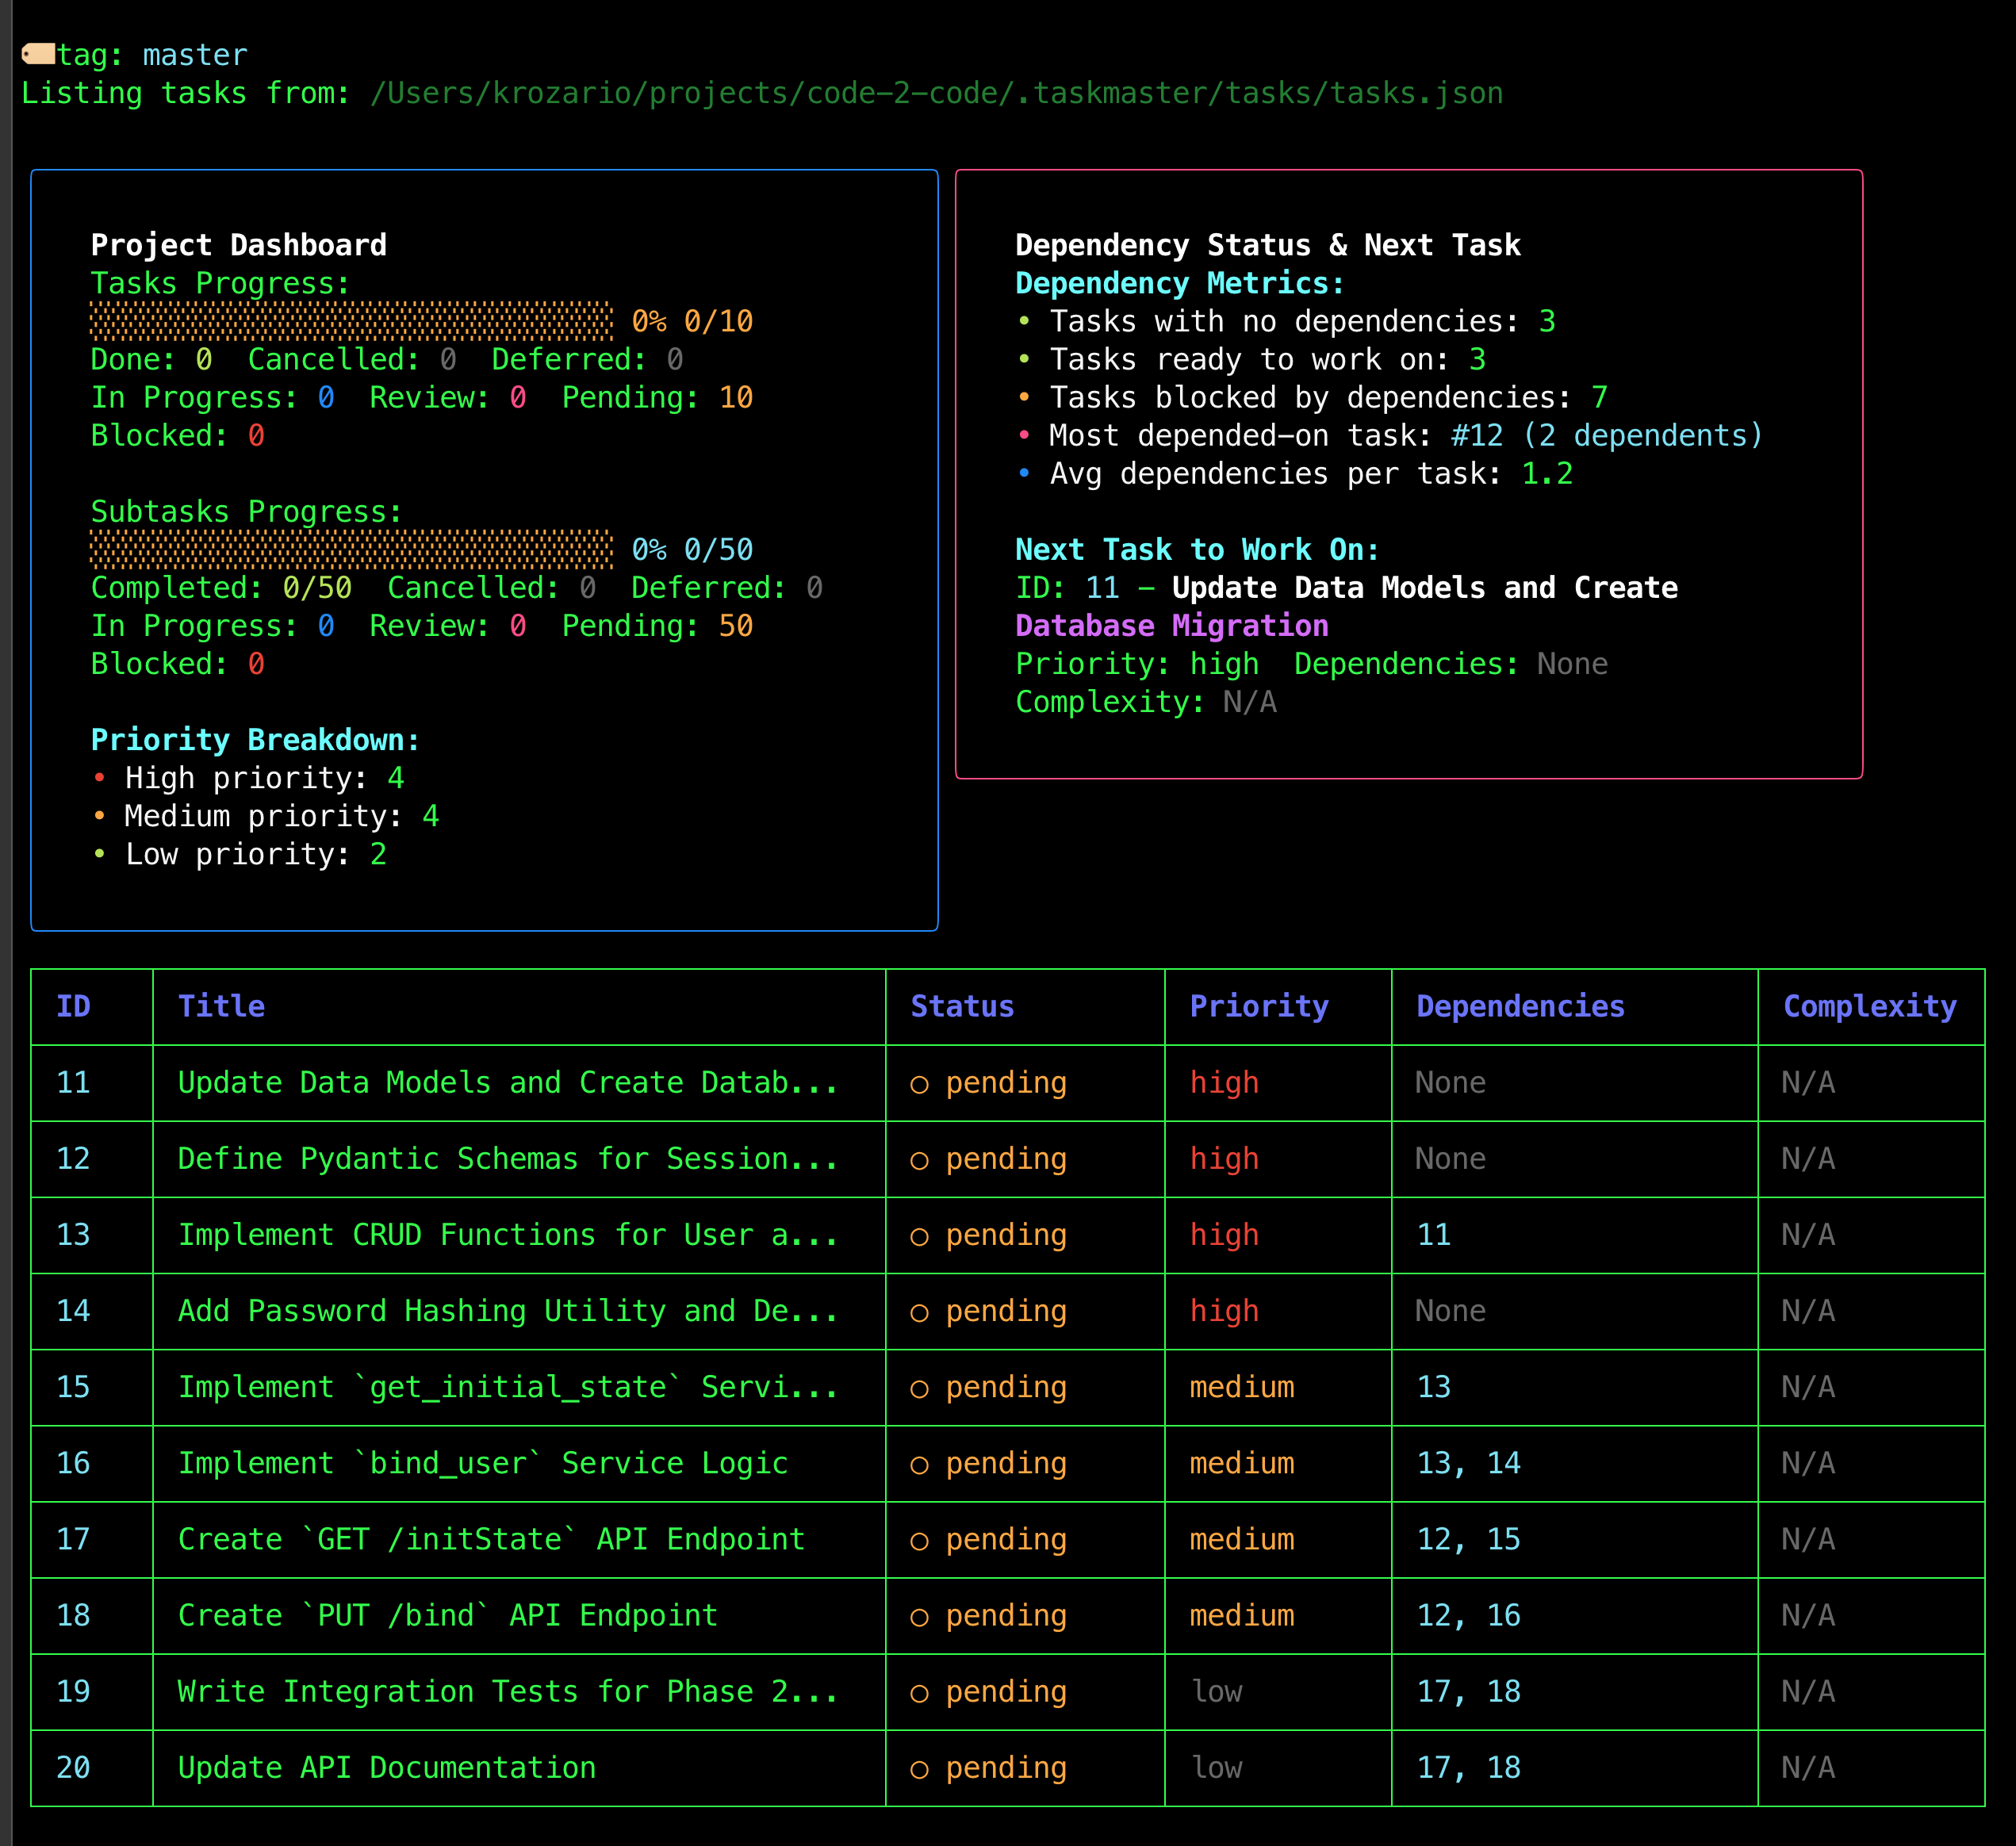 tag: master
Listing tasks from: /Users/krozario/projects/code-2-code/.taskmaster/tasks/tasks.json
Project Dashboard
Tasks Progress:
░░░░░░░░░░░░░░░░░░░░░░░░░░░░░░ 0% 0/10
Done: 0  Cancelled: 0  Deferred: 0
In Progress: 0  Review: 0  Pending: 10
Blocked: 0
Subtasks Progress:
░░░░░░░░░░░░░░░░░░░░░░░░░░░░░░ 0% 0/50
Completed: 0/50  Cancelled: 0  Deferred: 0
In Progress: 0  Review: 0  Pending: 50
Blocked: 0
Priority Breakdown:
• High priority: 4
• Medium priority: 4
• Low priority: 2
Dependency Status & Next Task
Dependency Metrics:
• Tasks with no dependencies: 3
• Tasks ready to work on: 3
• Tasks blocked by dependencies: 7
• Most depended-on task: #12 (2 dependents)
• Avg dependencies per task: 1.2
Next Task to Work On:
ID: 11 - Update Data Models and Create
Database Migration
Priority: high  Dependencies: None
Complexity: N/A
ID Title Status Priority Dependencies Complexity
11 Update Data Models and Create Datab... ○ pending high None N/A
12 Define Pydantic Schemas for Session... ○ pending high None N/A
13 Implement CRUD Functions for User a... ○ pending high 11 N/A
14 Add Password Hashing Utility and De... ○ pending high None N/A
15 Implement `get_initial_state` Servi... ○ pending medium 13 N/A
16 Implement `bind_user` Service Logic ○ pending medium 13, 14 N/A
17 Create `GET /initState` API Endpoint ○ pending medium 12, 15 N/A
18 Create `PUT /bind` API Endpoint ○ pending medium 12, 16 N/A
19 Write Integration Tests for Phase 2... ○ pending low 17, 18 N/A
20 Update API Documentation ○ pending low 17, 18 N/A